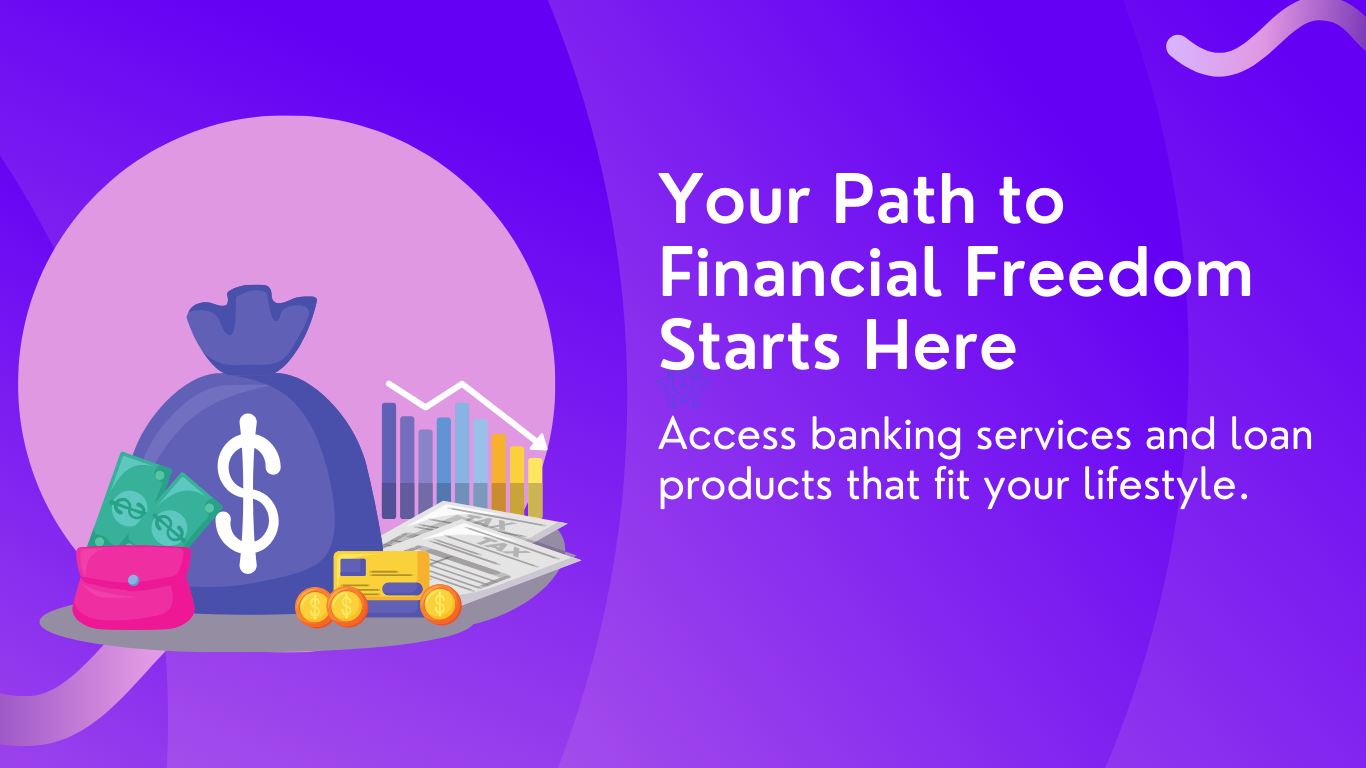 Your Path to
Financial Freedom
Starts Here
Access banking services and loan
products that fit your lifestyle.
$
TAX
TAX